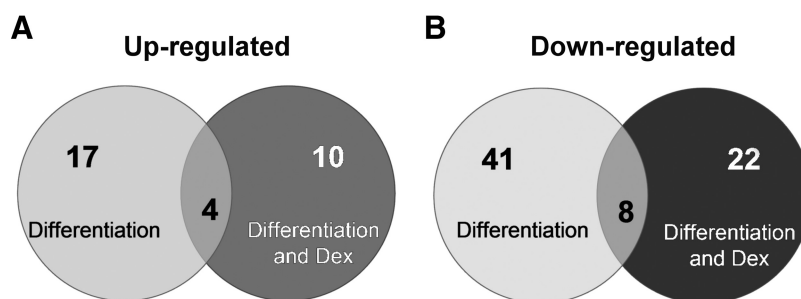 A
Up-regulated
17
10
4
Differentiation
Differentiation
and Dex
B
Down-regulated
41
22
8
Differentiation
Differentiation
and Dex